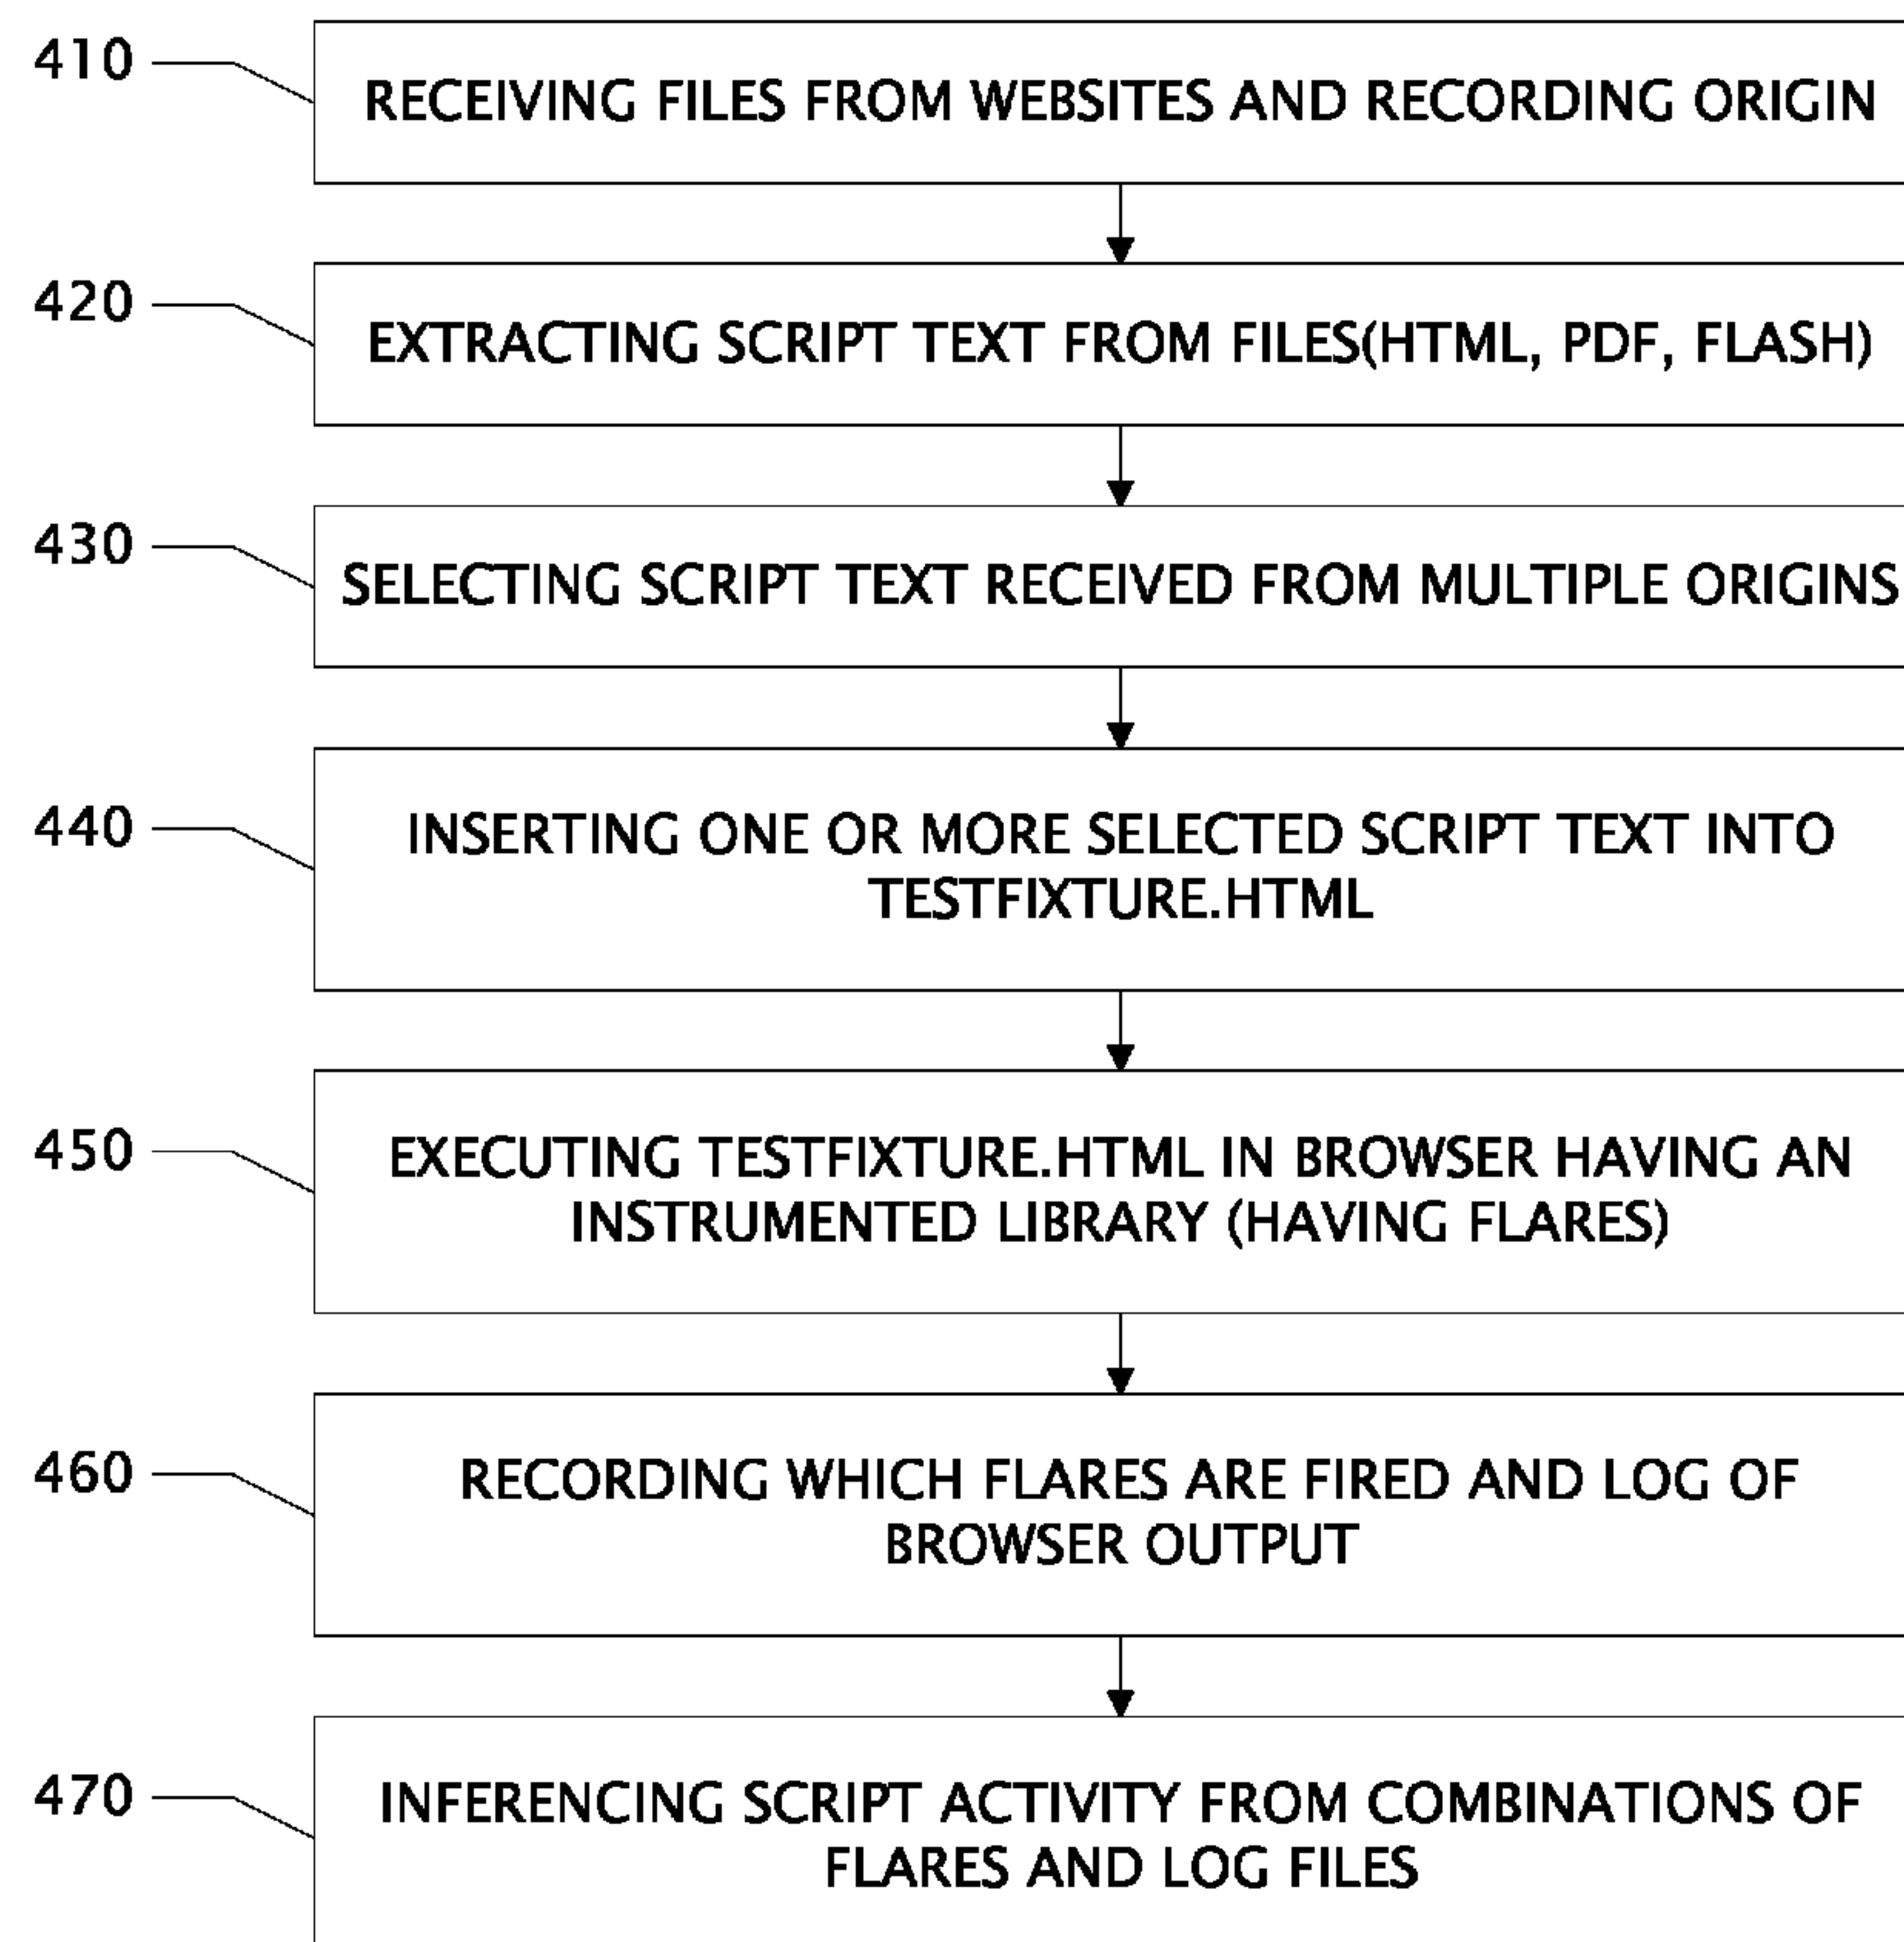 410
RECEIVING FILES FROM WEBSITES AND RECORDING ORIGIN
420
EXTRACTING SCRIPT TEXT FROM FILES(HTML, PDF, FLASH)
430
SELECTING SCRIPT TEXT RECEIVED FROM MULTIPLE ORIGINS
440
INSERTING ONE OR MORE SELECTED SCRIPT TEXT INTO
TESTFIXTURE.HTML
450
EXECUTING TESTFIXTURE.HTML IN BROWSER HAVING AN
INSTRUMENTED LIBRARY (HAVING FLARES)
460
RECORDING WHICH FLARES ARE FIRED AND LOG OF
BROWSER OUTPUT
470
INFERENCING SCRIPT ACTIVITY FROM COMBINATIONS OF
FLARES AND LOG FILES